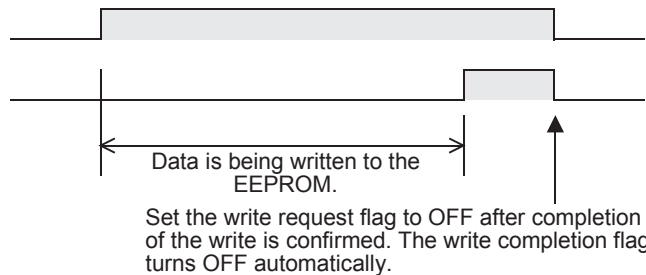 Data is being written to the
EEPROM.
Set the write request flag to OFF after completion
of the write is confirmed. The write completion flag
turns OFF automatically.